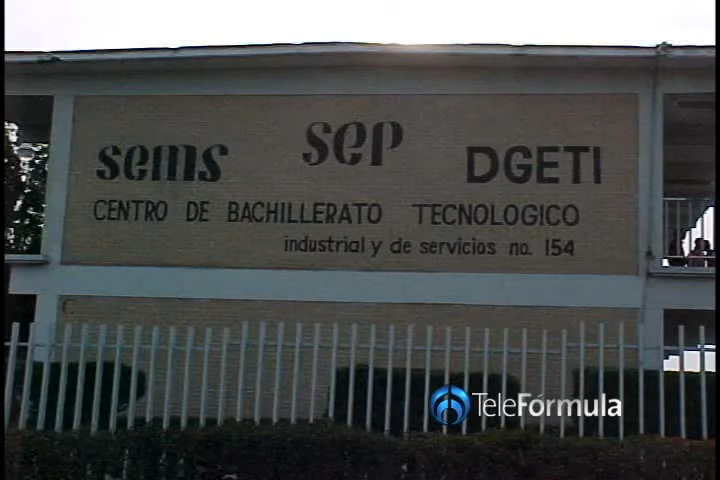 sems sep DGETI
CENTRO DE BACHILLERATO TECNOLOGICO
industrial y de servicios no. 154
C
TELEFÓRMULA